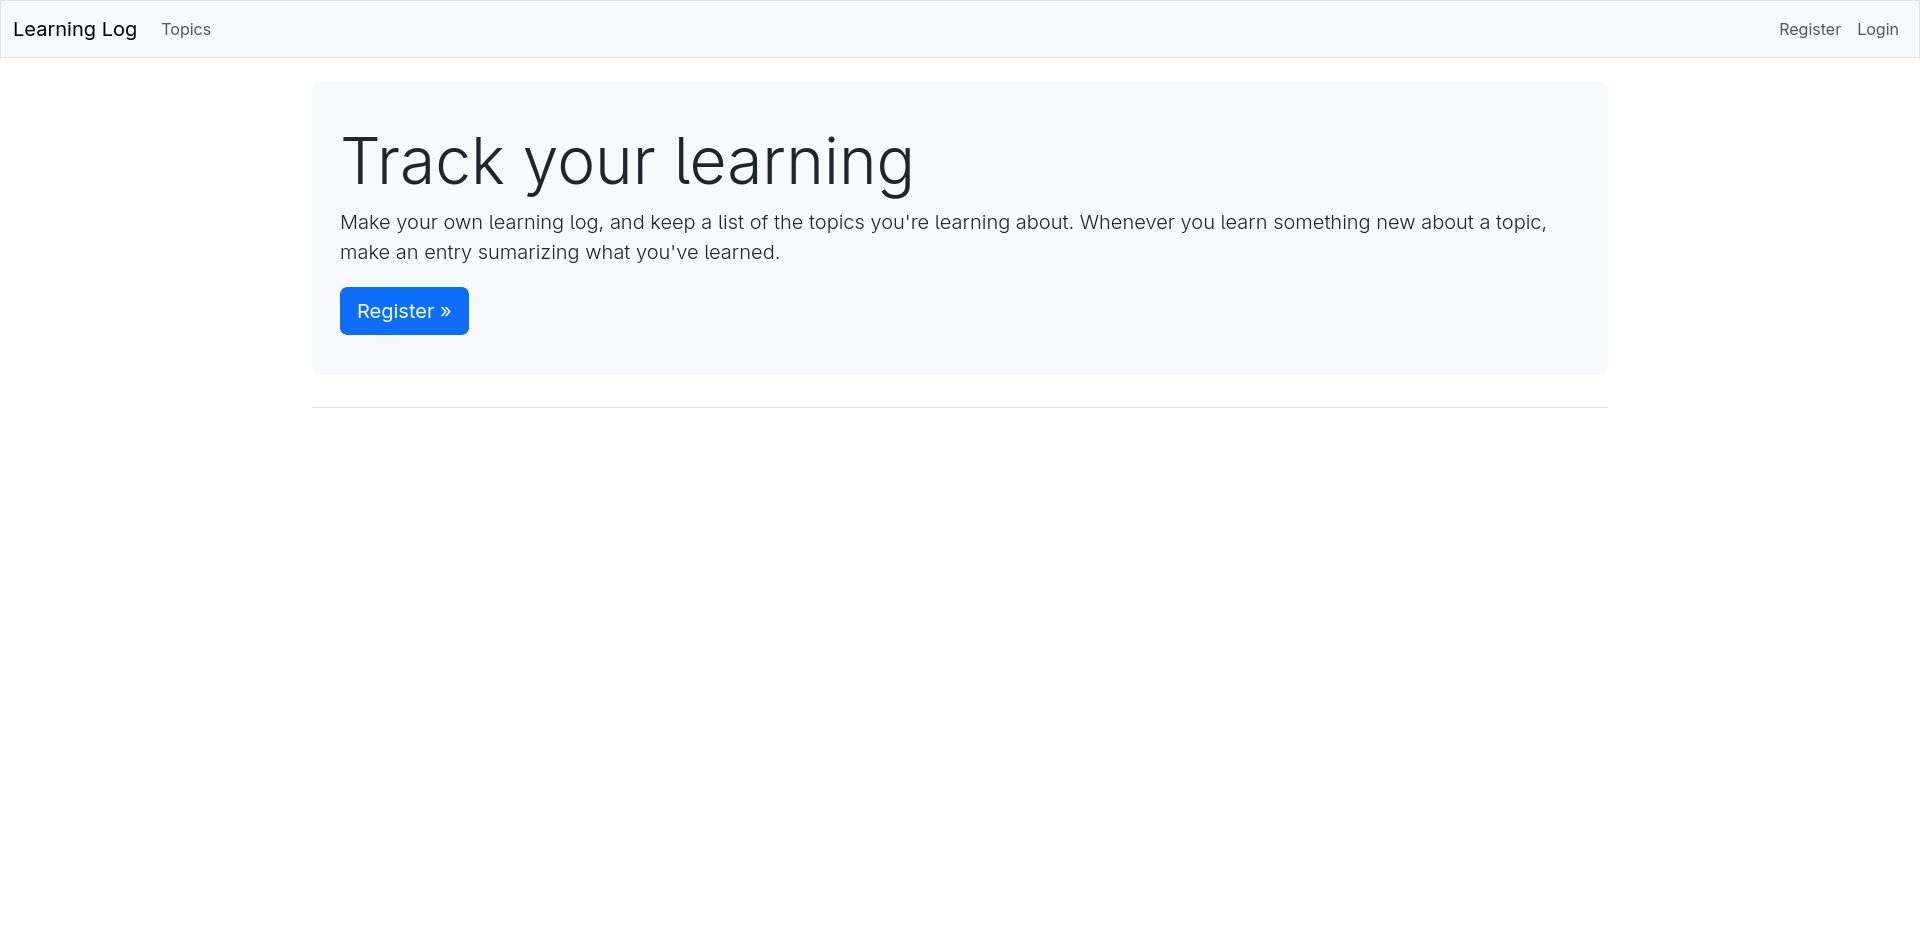 Learning Log Topics Register Login
Track your learning
Make your own learning log, and keep a list of the topics you're learning about. Whenever you learn something new about a topic,
make an entry sumarizing what you've learned.
Register »